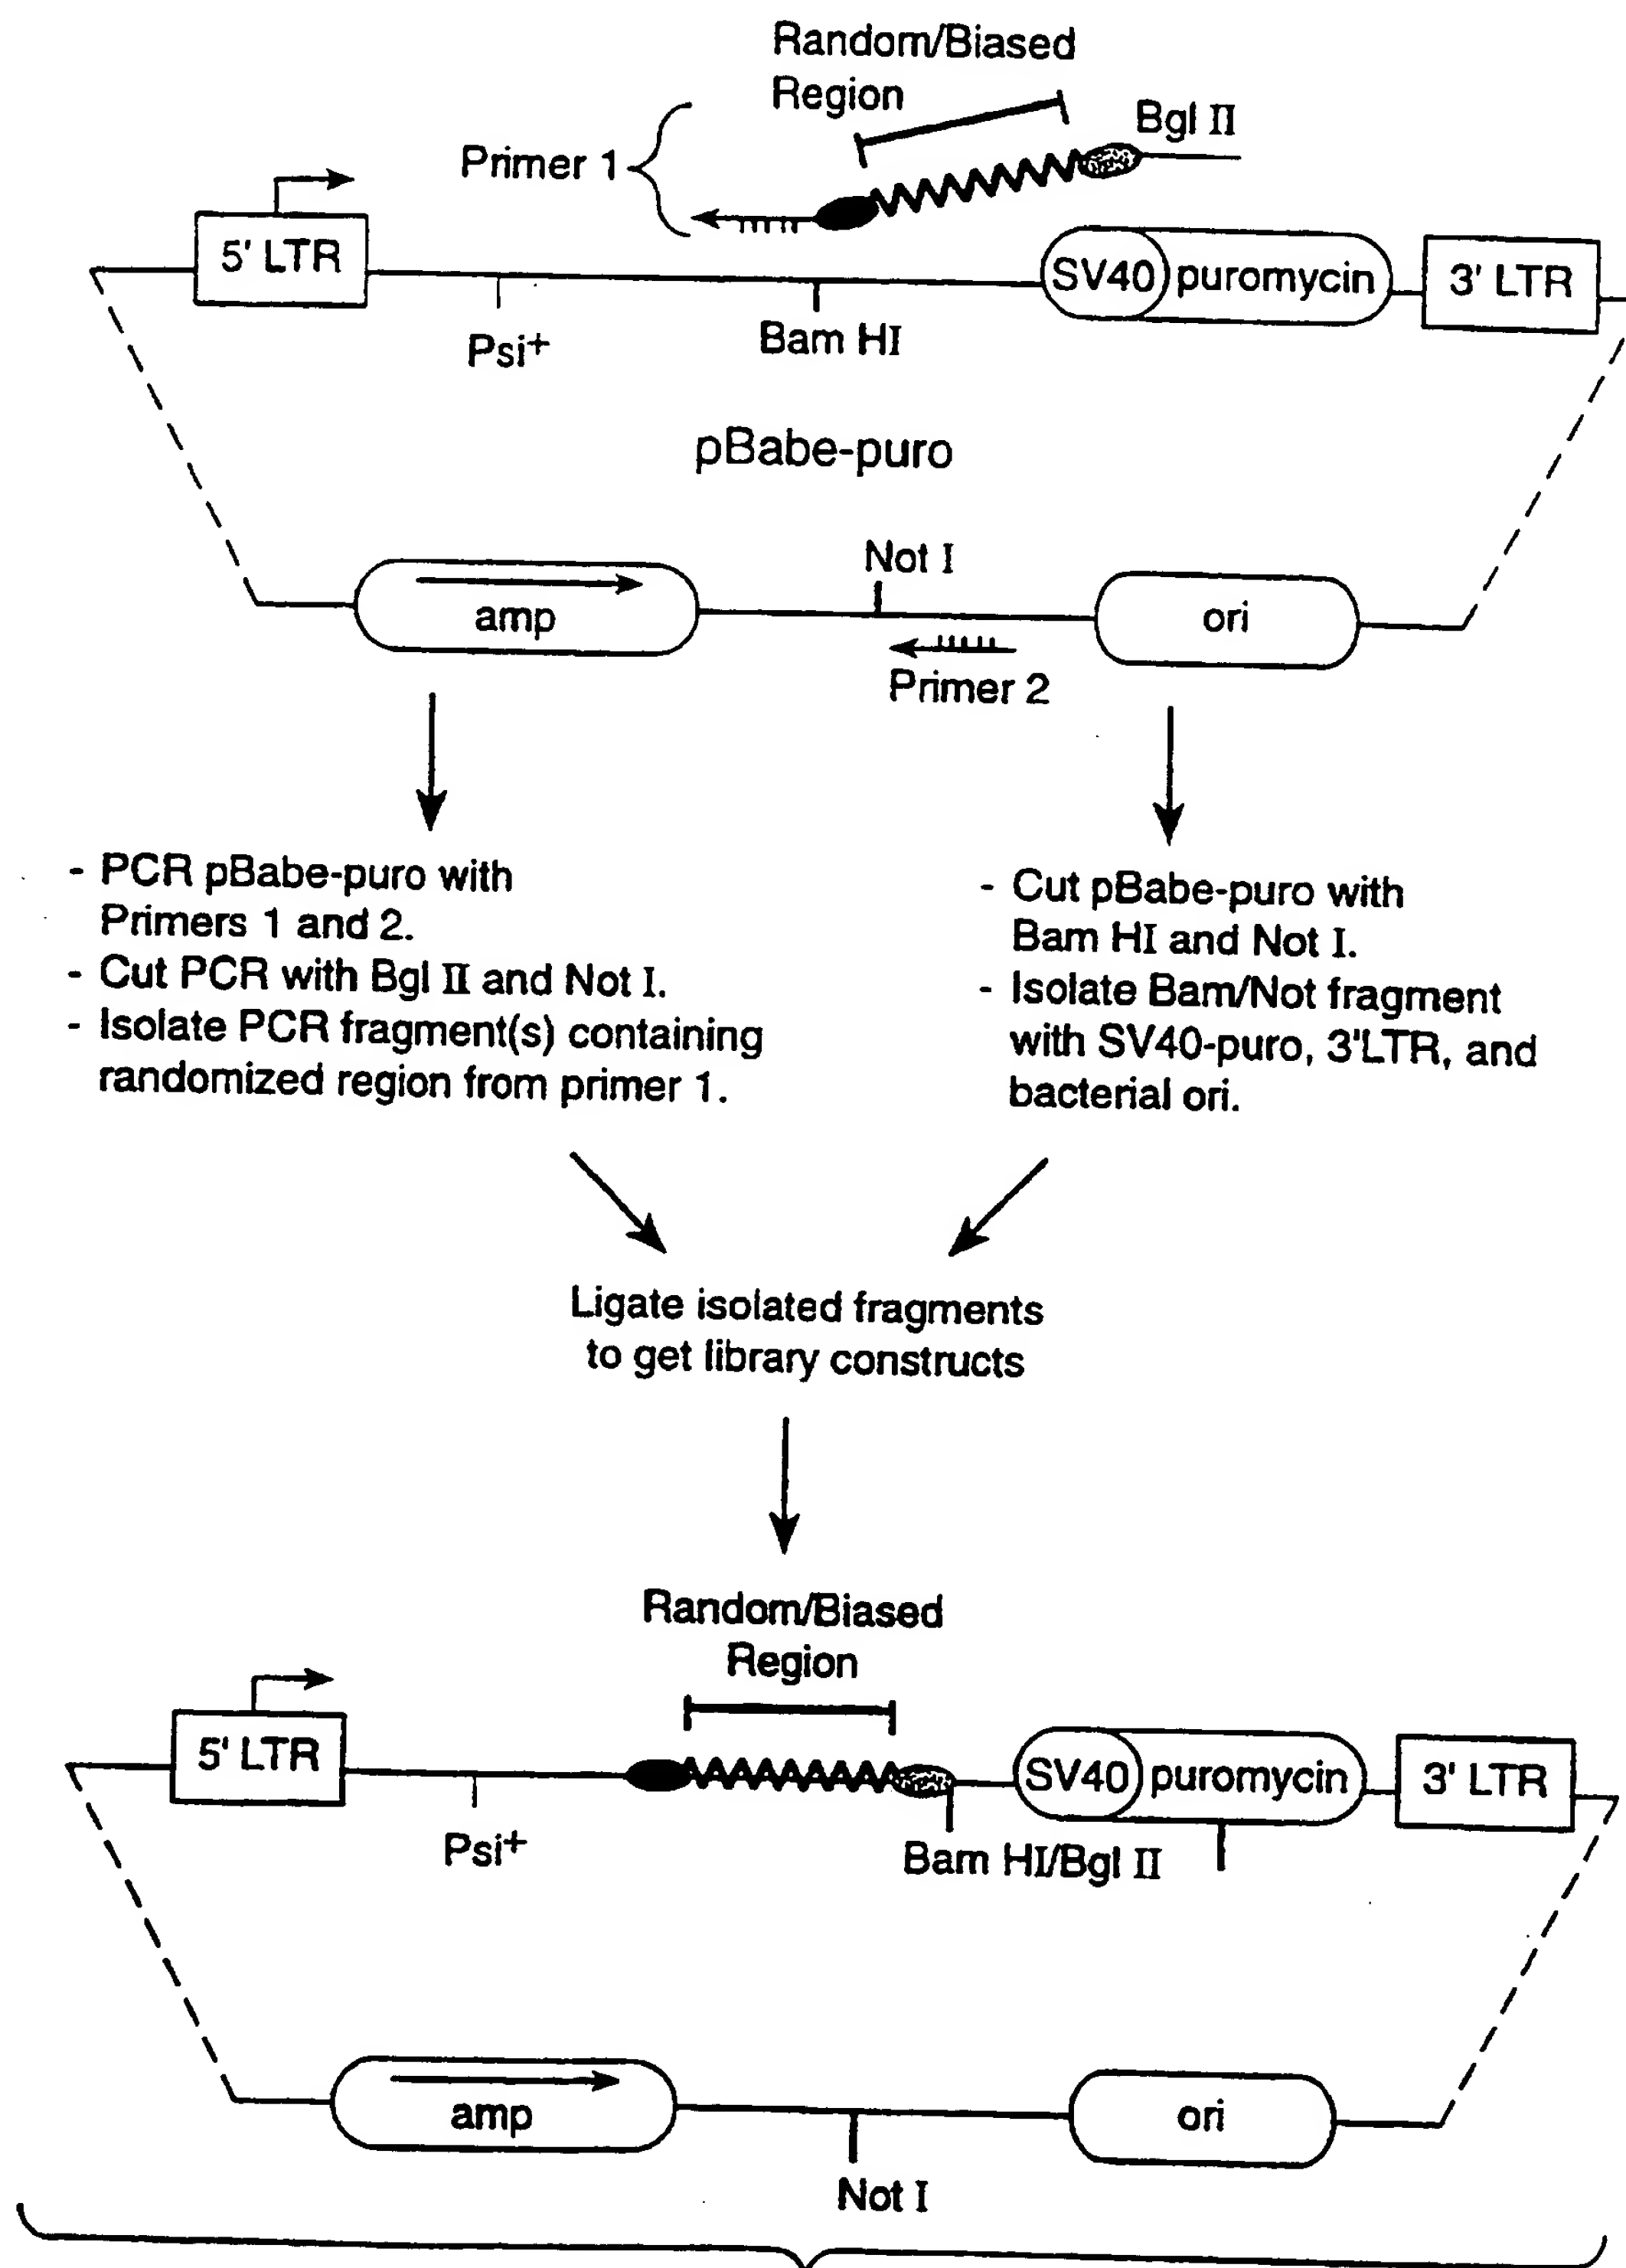 Random/Biased
Region
Bgl II
Primer 1
5' LTR
SV40
puromycin
3' LTR
Psi+
Bam HI
pBabe-puro
Not I
amp
ori
Primer 2
- PCR pBabe-puro with
Primers 1 and 2.
- Cut PCR with Bgl II and Not I.
- Isolate PCR fragment(s) containing
randomized region from primer 1.
- Cut pBabe-puro with
Bam HI and Not I.
- Isolate Bam/Not fragment
with SV40-puro, 3'LTR, and
bacterial ori.
Ligate isolated fragments
to get library constructs
Random/Biased
Region
5' LTR
SV40
puromycin
3' LTR
Psi+
Bam HI/Bgl II
amp
ori
Not I